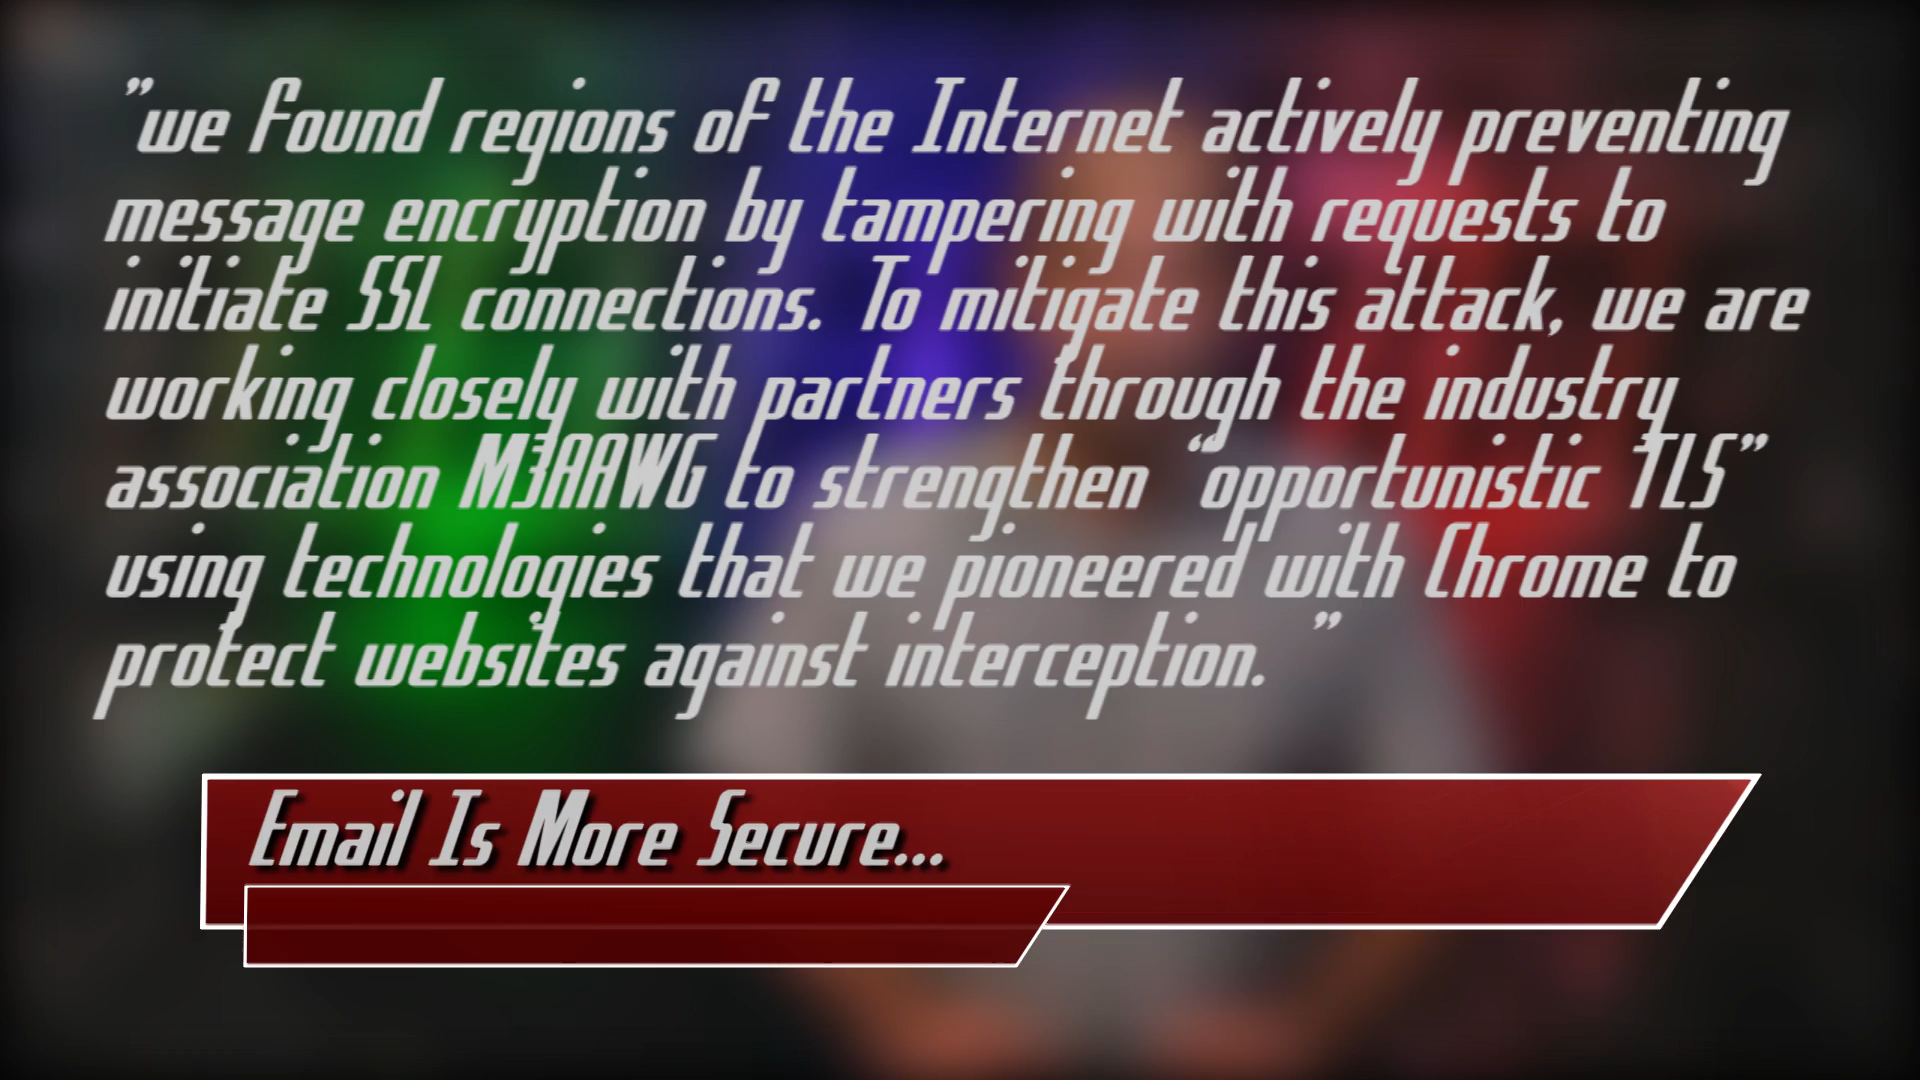 ”we found regions of the Internet actively preventing
message encryption by tampering with requests to
initiate SSL connections. To mitigate this attack, we are
working closely with partners through the industry
association M3AAWG to strengthen “opportunistic TLS”
using technologies that we pioneered with Chrome to
protect websites against interception. ”
Email Is More Secure...